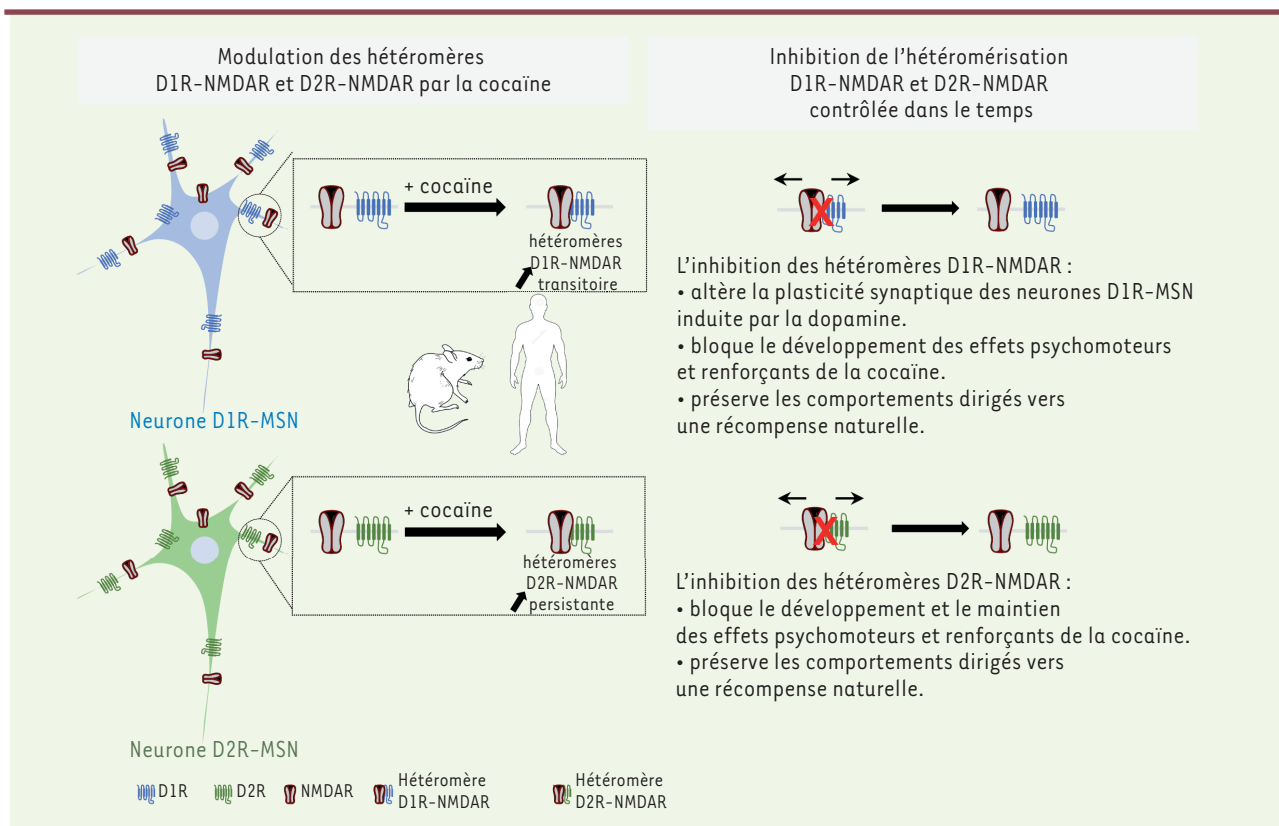 Modulation des hétéromères
D1R-NMDAR et D2R-NMDAR par la cocaïne
Inhibition de l’hétéromérisation
D1R-NMDAR et D2R-NMDAR
contrôlée dans le temps
+ cocaïne
hétéromères
D1R-NMDAR
transitoire
Neurone D1R-MSN
L’inhibition des hétéromères D1R-NMDAR :
• altère la plasticité synaptique des neurones D1R-MSN
induite par la dopamine.
• bloque le développement des effets psychomoteurs
et renforçants de la cocaïne.
• préserve les comportements dirigés vers
une récompense naturelle.
+ cocaïne
hétéromères
D2R-NMDAR
persistante
Neurone D2R-MSN
L’inhibition des hétéromères D2R-NMDAR :
• bloque le développement et le maintien
des effets psychomoteurs et renforçants de la cocaïne.
• préserve les comportements dirigés vers
une récompense naturelle.
D1R
D2R
NMDAR
Hétéromère
D1R-NMDAR
Hétéromère
D2R-NMDAR